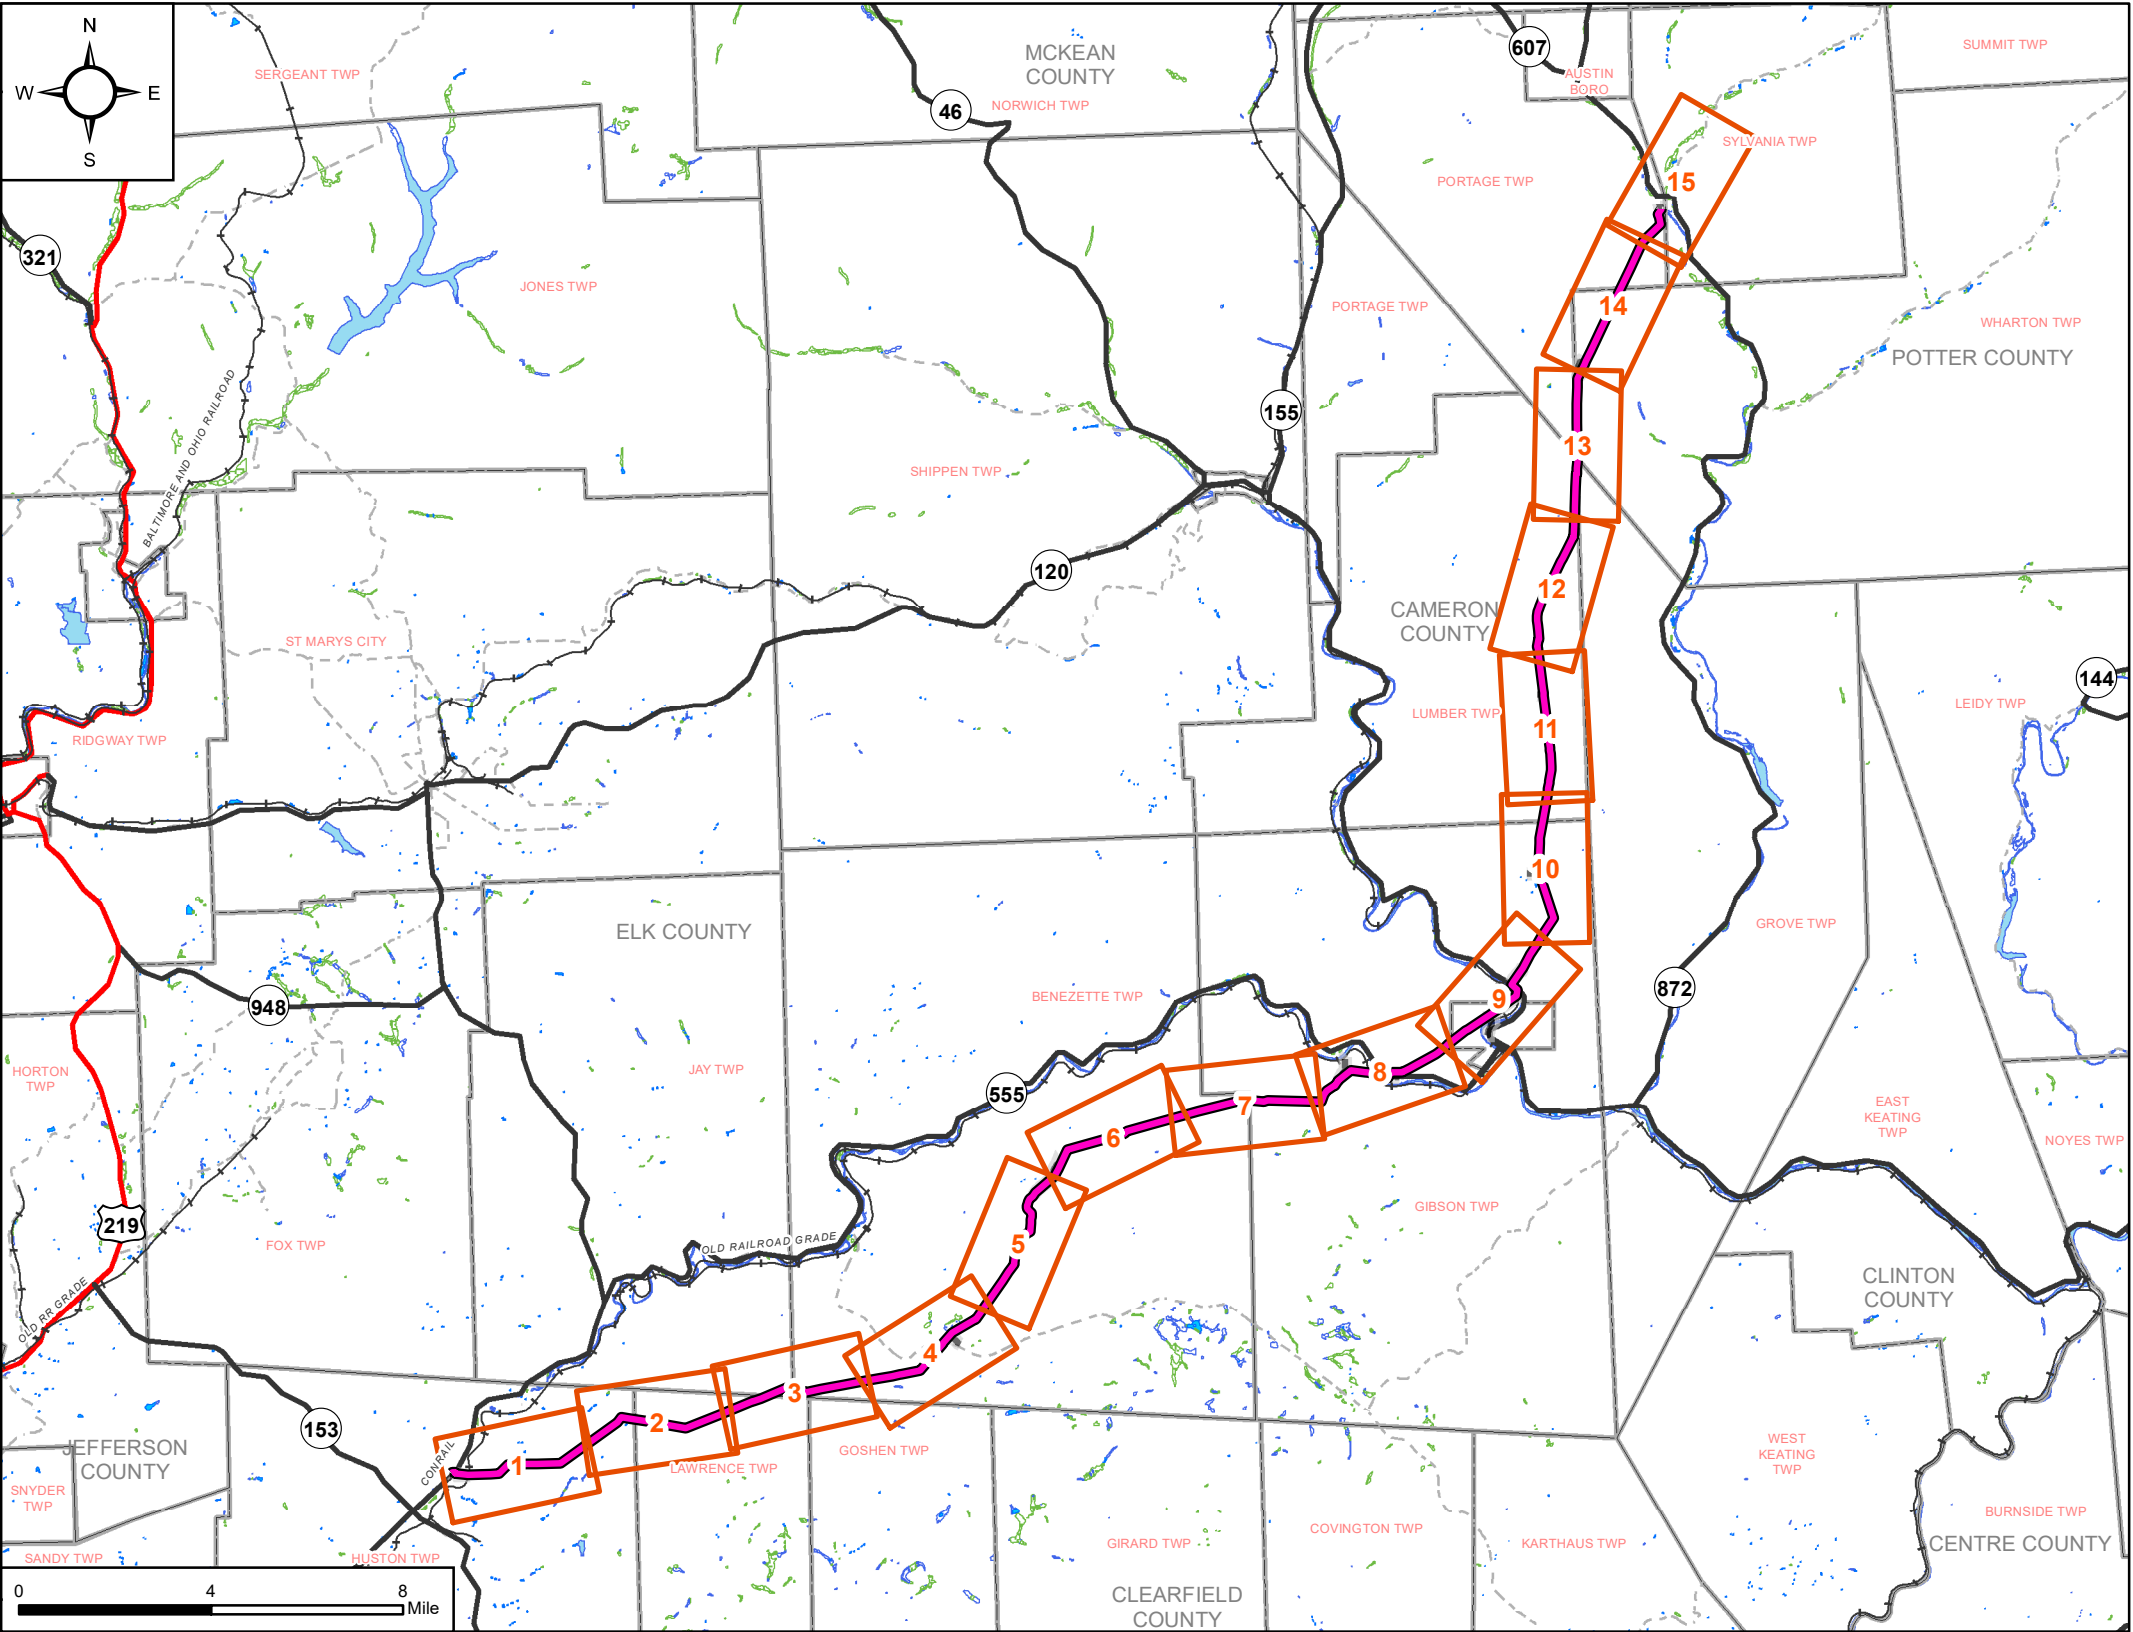 N
W
E
S
SERGEANT TWP
MCKEAN
COUNTY
NORWICH TWP
46
607
AUSTIN
BORO
SUMMIT TWP
SYLVANIA TWP
PORTAGE TWP
15
321
JONES TWP
PORTAGE TWP
14
WHARTON TWP
POTTER COUNTY
BALTIMORE AND OHIO RAILROAD
155
13
SHIPPEN TWP
120
12
CAMERON
COUNTY
ST MARYS CITY
144
LEIDY TWP
LUMBER TWP
11
RIDGWAY TWP
10
ELK COUNTY
GROVE TWP
872
BENEZETTE TWP
9
948
HORTON
TWP
JAY TWP
555
8
7
6
EAST
KEATING
TWP
NOYES TWP
219
GIBSON TWP
FOX TWP
OLD RAILROAD GRADE
5
CLINTON
COUNTY
OLD RR GRADE
4
3
2
153
JEFFERSON
COUNTY
CONRAIL
1
GOSHEN TWP
LAWRENCE TWP
WEST
KEATING
TWP
SNYDER
TWP
BURNSIDE TWP
COVINGTON TWP
GIRARD TWP
KARTHAUS TWP
CENTRE COUNTY
SANDY TWP
HUSTON TWP
CLEARFIELD
COUNTY
0 4 8
Mile